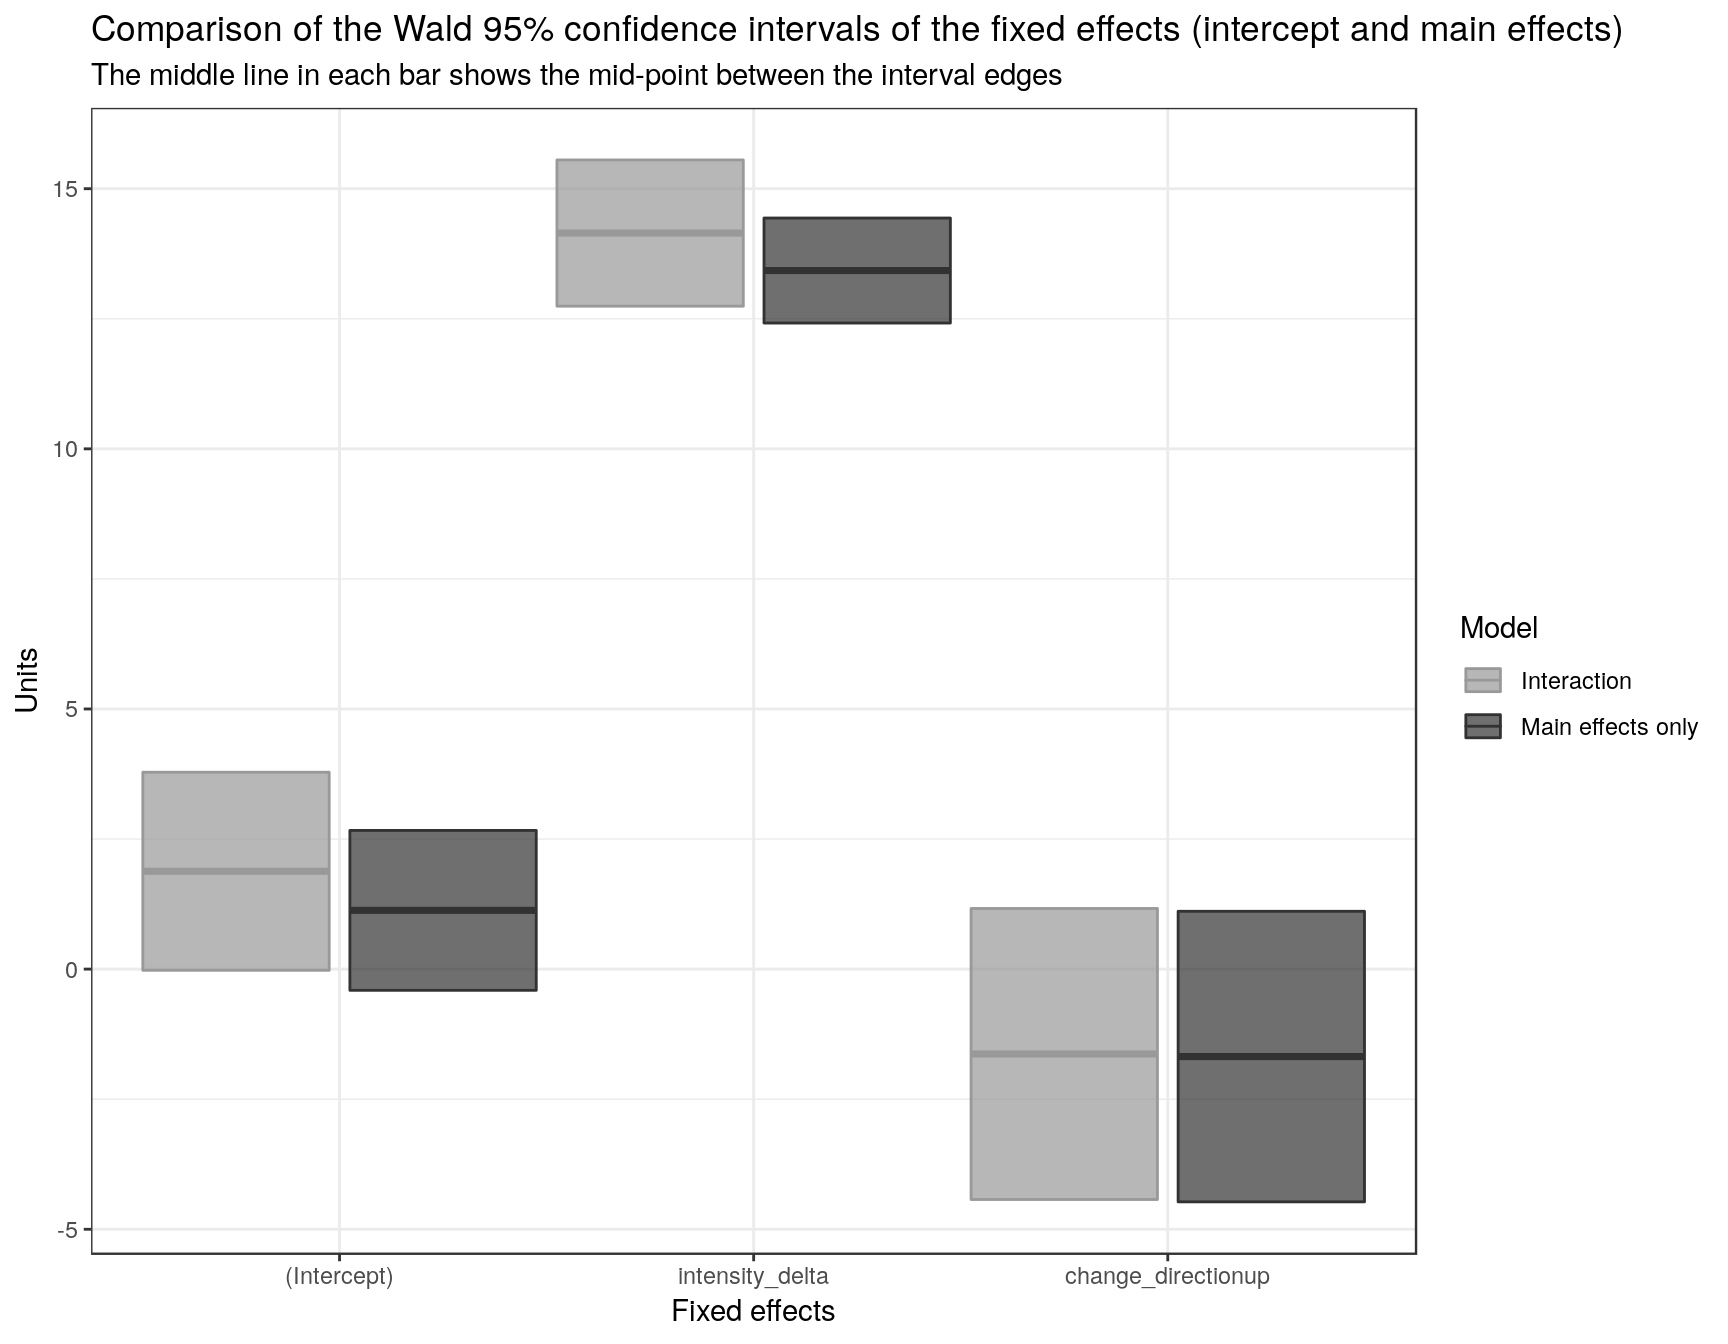 Comparison of the Wald 95% confidence intervals of the fixed effects (intercept and main effects)
The middle line in each bar shows the mid-point between the interval edges
15
10
5
0
-5
Units
(Intercept)
intensity_delta
change_directionup
Fixed effects
Model
Interaction
Main effects only